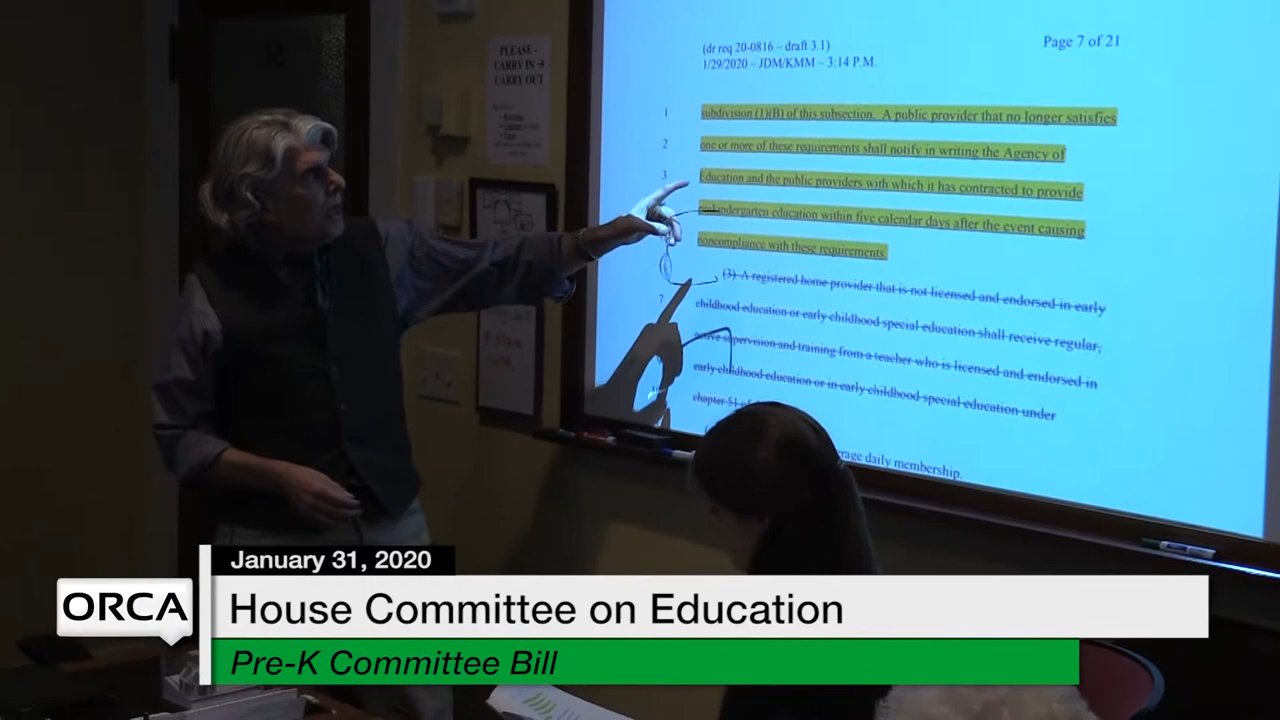 PLEASE -
CARRY IN →
CARRY OUT
(dr req 20-0816 – draft 3.1)
1/29/2020 – JDM/KMM – 3:14 P.M.
Page 7 of 21
1 subdivision (1)(B) of this subsection. A public provider that no longer satisfies
2 one or more of these requirements shall notify in writing the Agency of
3 Education and the public providers with which it has contracted to provide
prekindergarten education within five calendar days after the event causing
noncompliance with these requirements.
(3) A registered home provider that is not licensed and endorsed in early
7 childhood education or early childhood special education shall receive regular,
active supervision and training from a teacher who is licensed and endorsed in
early childhood education or in early childhood special education under
chapter 51 of
average daily membership.
January 31, 2020
ORCA
House Committee on Education
Pre-K Committee Bill